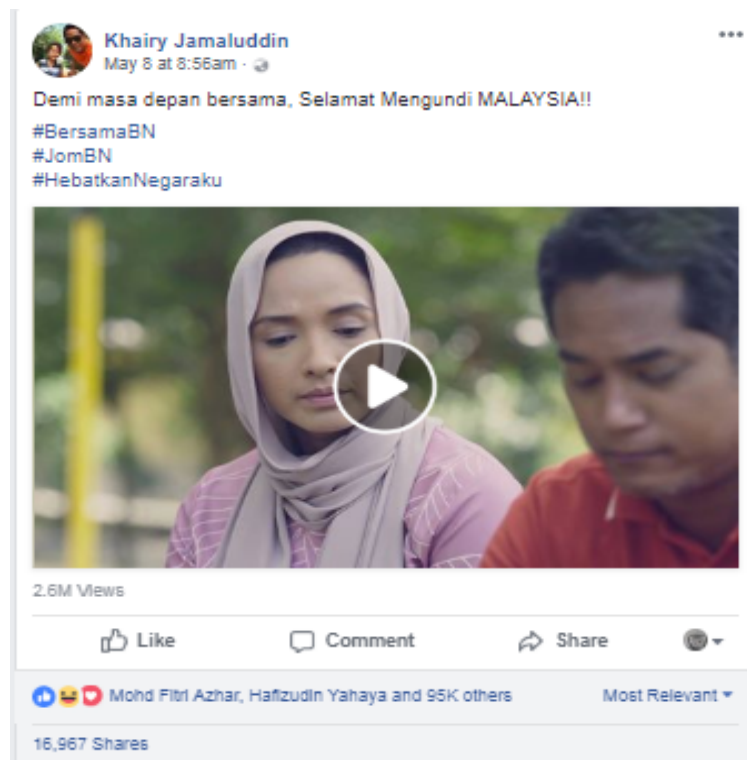 Khairy Jamaluddin
May 8 at 8:56am ·
Demi masa depan bersama, Selamat Mengundi MALAYSIA!!
#BersamaBN
#JomBN
#HebatkanNegaraku
2.6M Views
Like Comment Share
Mohd Fitri Azhar, Hafizudin Yahaya and 95K others Most Relevant
16,967 Shares